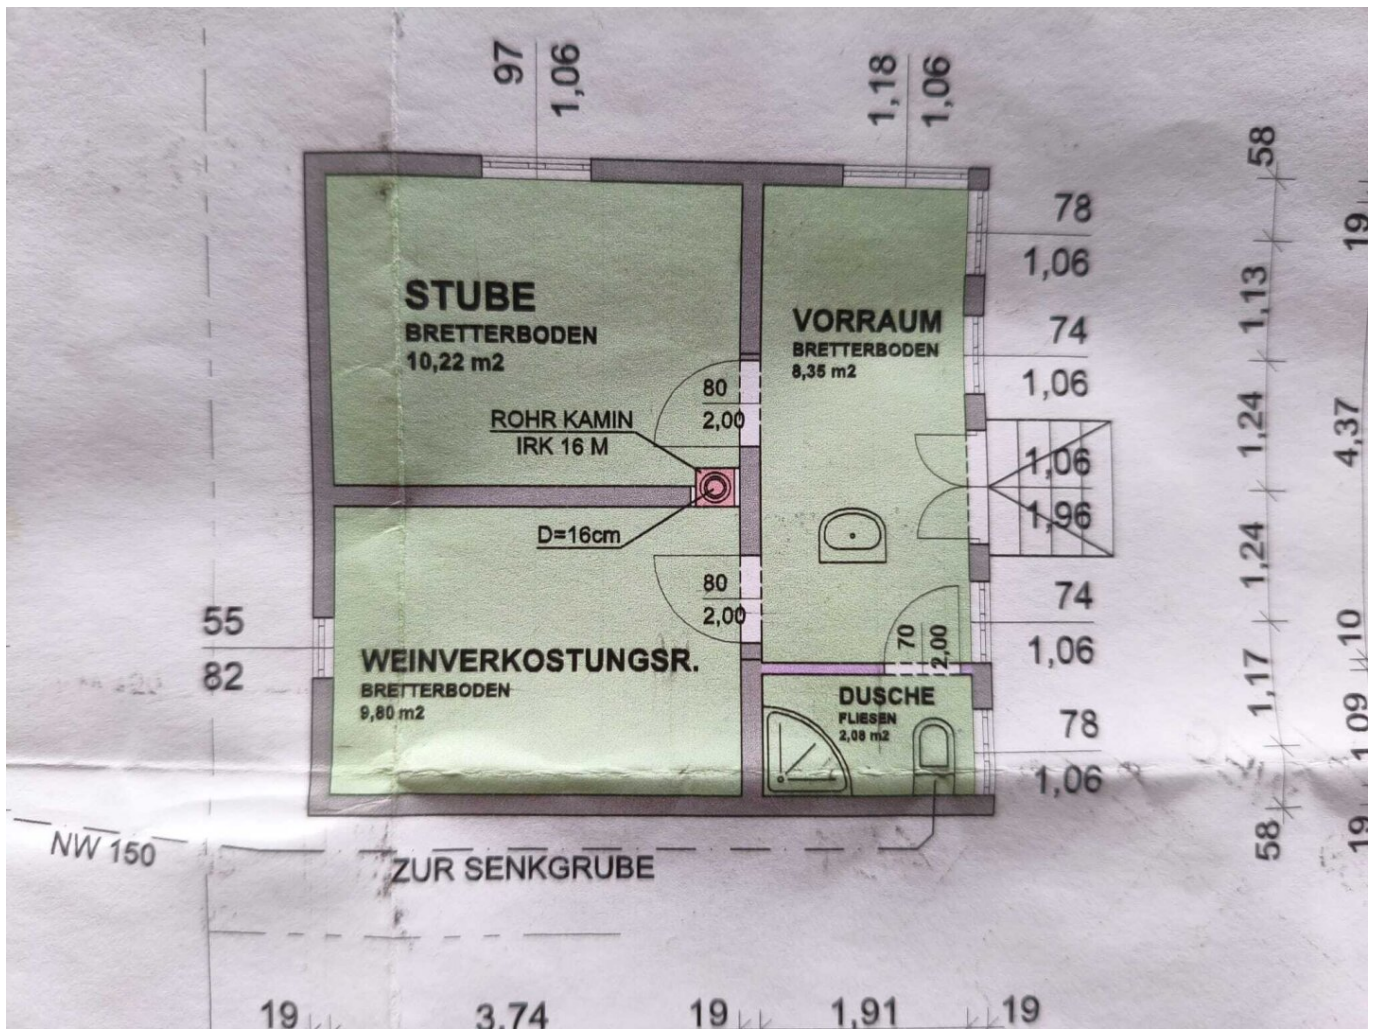 97
1,06
1,18
1,06
58
78
1,06
19
STUBE
BRETTERBODEN
10,22 m2
VORRAUM
BRETTERBODEN
8,35 m2
1,13
74
1,06
80
2,00
ROHR KAMIN
IRK 16 M
1,24
4,37
1,06
1,96
D=16cm
1,24
80
2,00
74
1,06
70
2,00
55
82
WEINVERKOSTUNGSR.
BRETTERBODEN
9,80 m2
10
1,17
DUSCHE
FLIESEN
2,08 m2
78
1,06
1 09
58
19
NW 150
ZUR SENKGRUBE
19
3,74
19
1,91
19